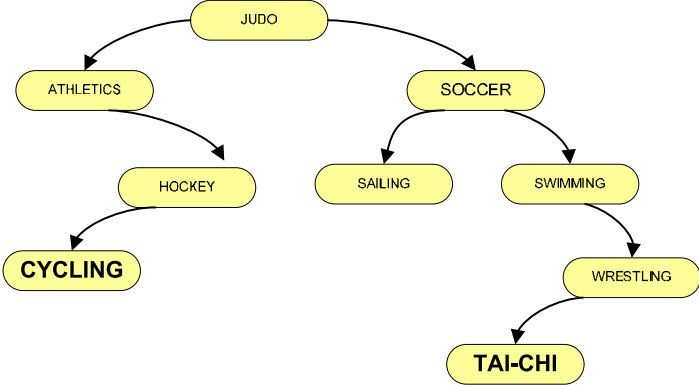 JUDO
ATHLETICS
SOCCER
HOCKEY
SAILING
SWIMMING
CYCLING
WRESTLING
TAI-CHI